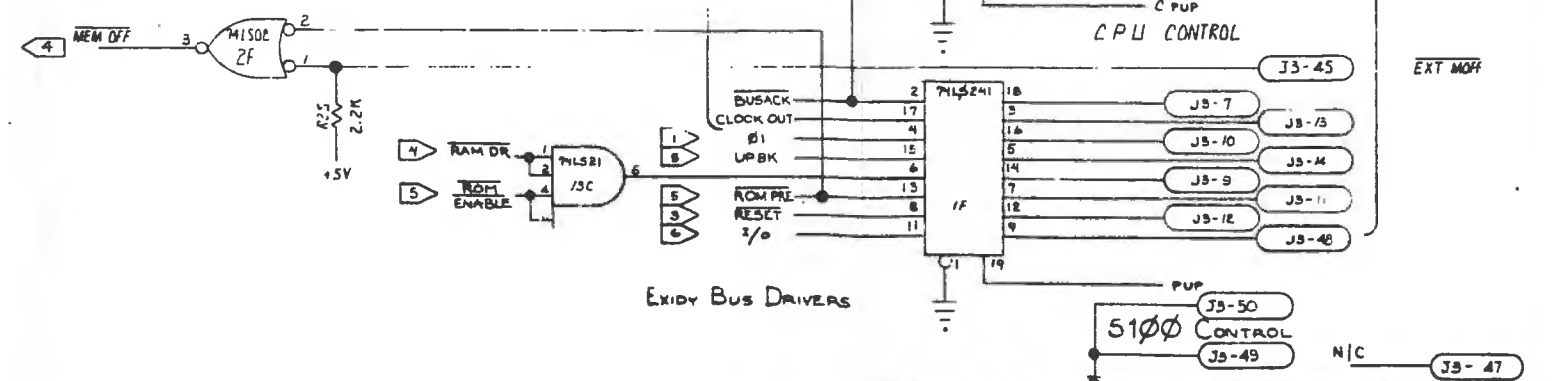 C PUP
CPU CONTROL
4 MEM OFF 3 74LS02 2F 2
1
J3-45 EXT MOFF
R25 2.2K
+5V
74LS241
1F
BUSACK 2 18 J3-7
CLOCK OUT 17 3 J3-13
1 Ø1 4 16 J3-10
8 UPBK 15 5 J3-14
4 RAM DR 1
2
74LS21
13C
6
6 14 J3-9
5 ROM ENABLE 4
5 ROM PRE 13 7 J3-11
3 RESET 8 12 J3-12
6 I/O 11 9 J3-48
1 19
PUP
EXIDY BUS DRIVERS
J3-50
S1ØØ CONTROL
J3-49
N/C J3-47